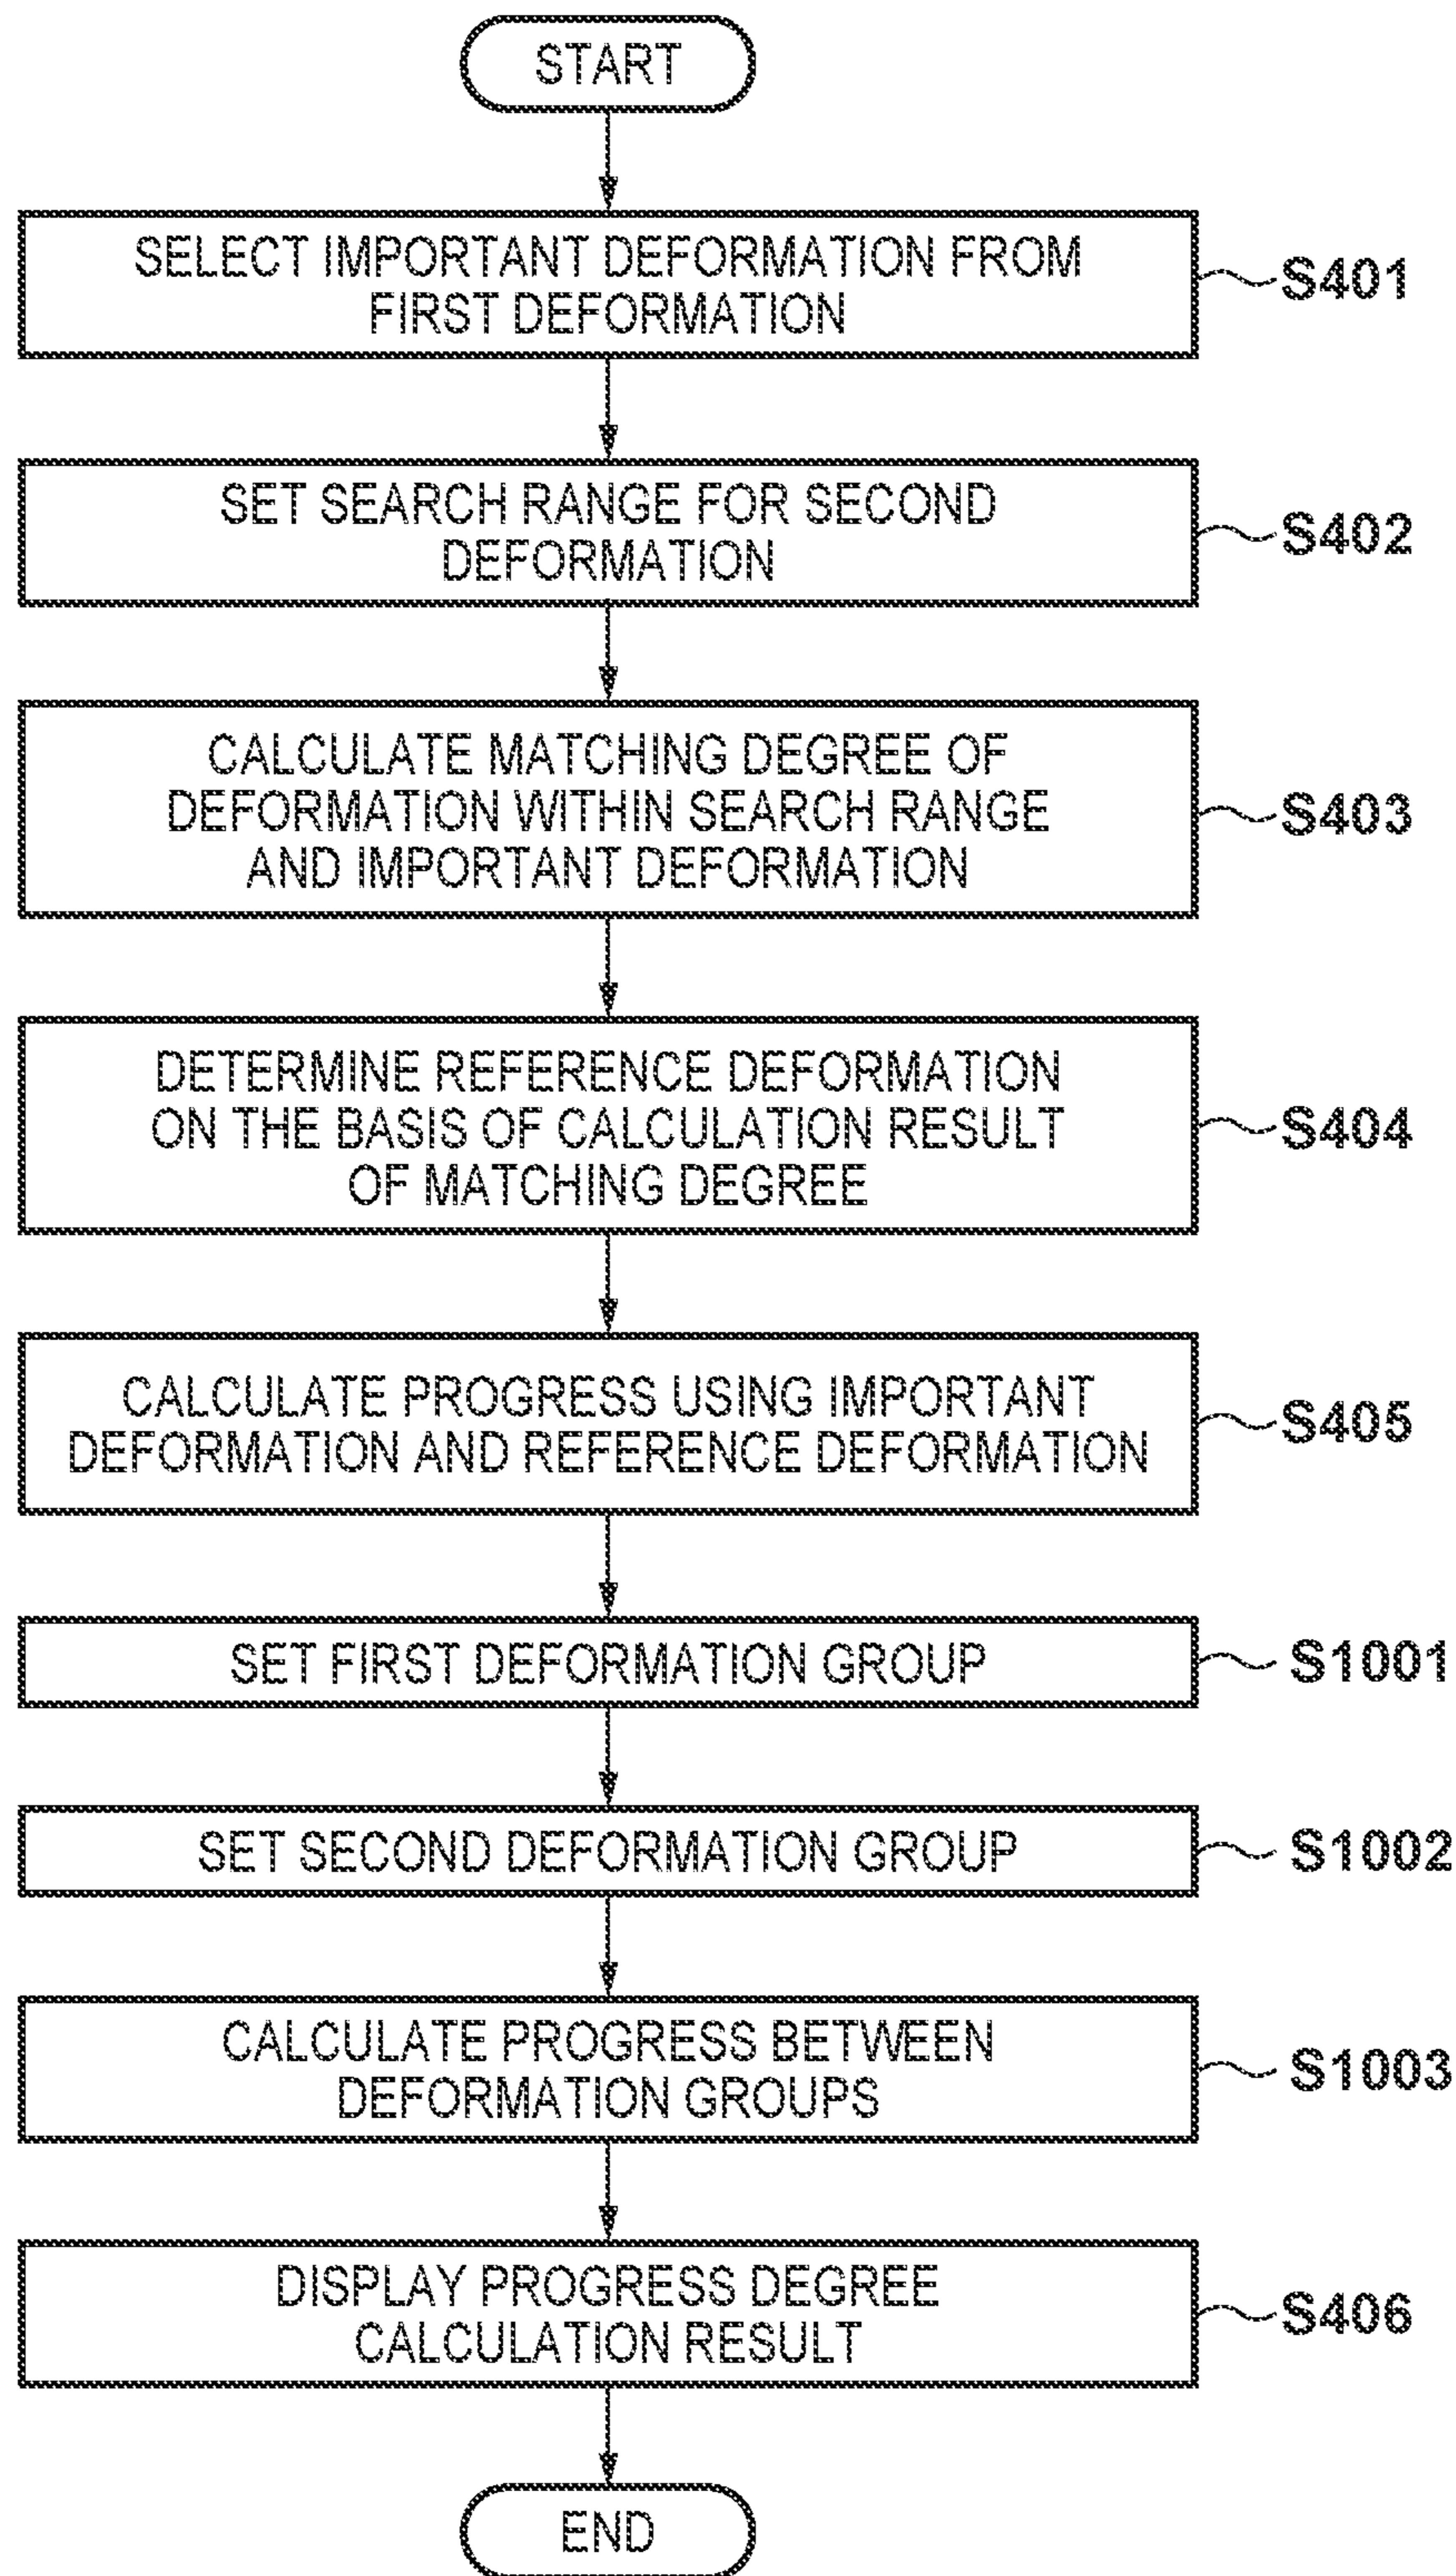 START
SELECT IMPORTANT DEFORMATION FROM
FIRST DEFORMATION
S401
SET SEARCH RANGE FOR SECOND
DEFORMATION
S402
CALCULATE MATCHING DEGREE OF
DEFORMATION WITHIN SEARCH RANGE
AND IMPORTANT DEFORMATION
S403
DETERMINE REFERENCE DEFORMATION
ON THE BASIS OF CALCULATION RESULT
OF MATCHING DEGREE
S404
CALCULATE PROGRESS USING IMPORTANT
DEFORMATION AND REFERENCE DEFORMATION
S405
SET FIRST DEFORMATION GROUP
S1001
SET SECOND DEFORMATION GROUP
S1002
CALCULATE PROGRESS BETWEEN
DEFORMATION GROUPS
S1003
DISPLAY PROGRESS DEGREE
CALCULATION RESULT
S406
END